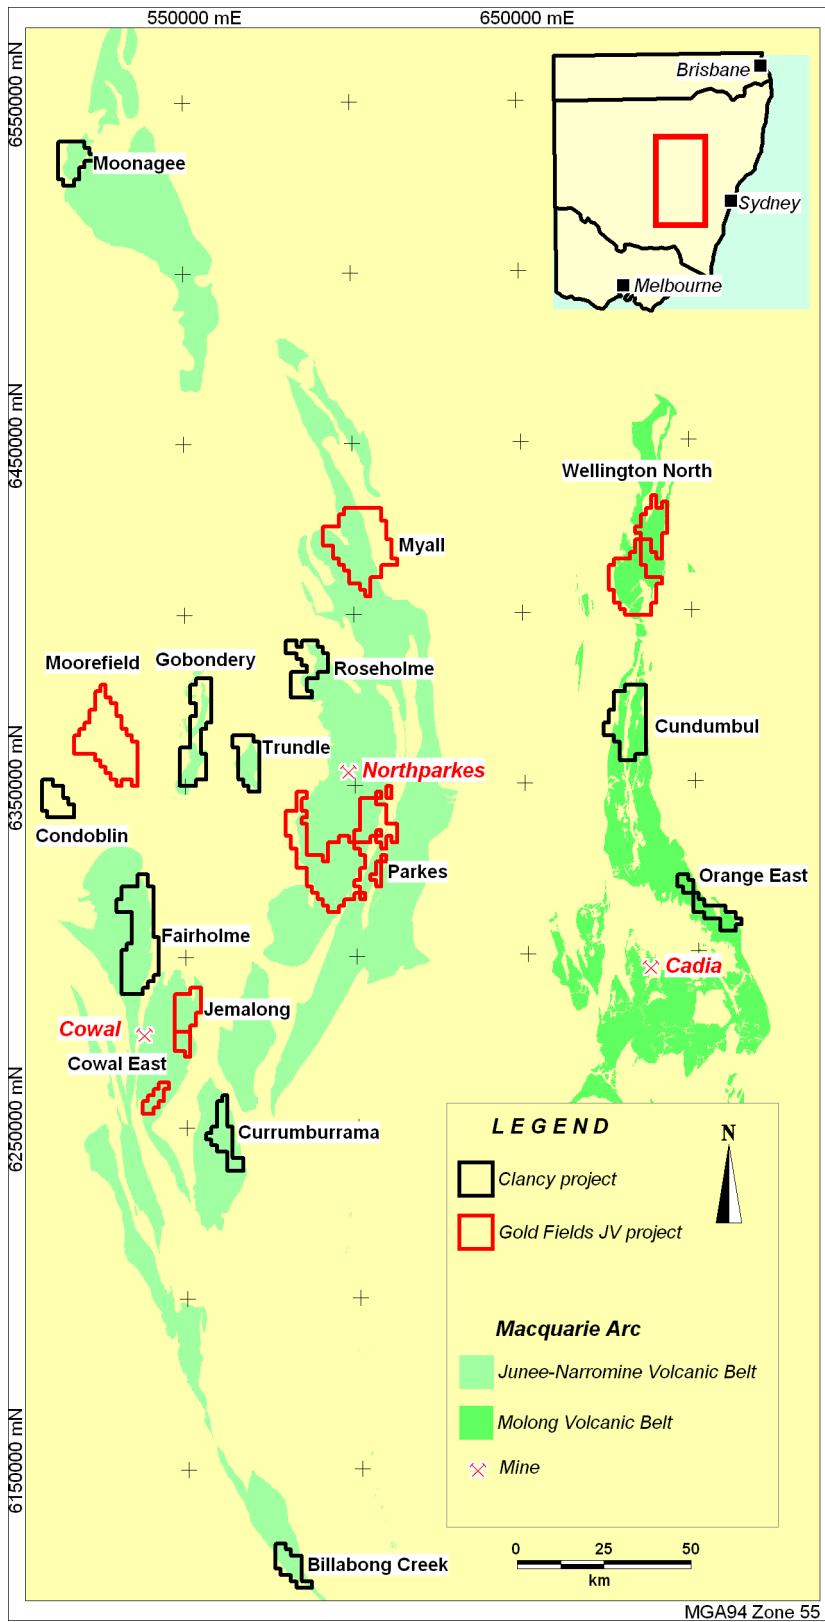 550000 mE
650000 mE
6550000 mN
Brisbane
Moonagee
Sydney
Melbourne
6450000 mN
Wellington North
Myall
Moorefield
Gobondery
Roseholme
Cundumbul
Trundle
Northparkes
6350000 mN
Condoblin
Parkes
Orange East
Fairholme
Cadia
Jemalong
Cowal
Cowal East
6250000 mN
Currumburrama
LEGEND
N
Clancy project
Gold Fields JV project
Macquarie Arc
Junee-Narromine Volcanic Belt
Molong Volcanic Belt
Mine
6150000 mN
0 25 50
km
Billabong Creek
MGA94 Zone 55